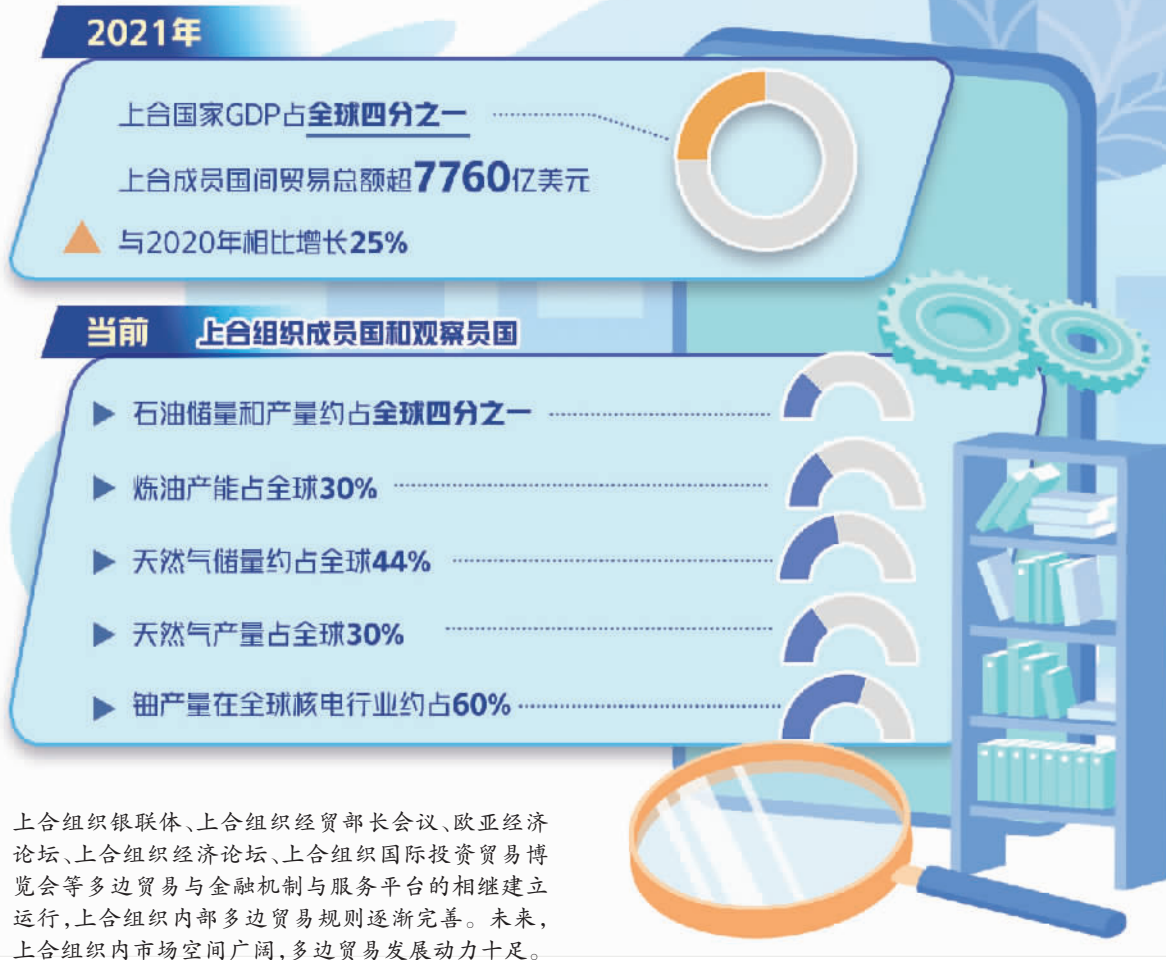 2021年
上合国家GDP占全球四分之一
上合成员国间贸易总额超7760亿美元
与2020年相比增长25%
当前 上合组织成员国和观察员国
石油储量和产量约占全球四分之一
炼油产能占全球30%
天然气储量约占全球44%
天然气产量占全球30%
铀产量在全球核电行业约占60%
上合组织银联体、上合组织经贸部长会议、欧亚经济
论坛、上合组织经济论坛、上合组织国际投资贸易博
览会等多边贸易与金融机制与服务平台的相继建立
运行,上合组织内部多边贸易规则逐渐完善。未来,
上合组织内市场空间广阔,多边贸易发展动力十足。